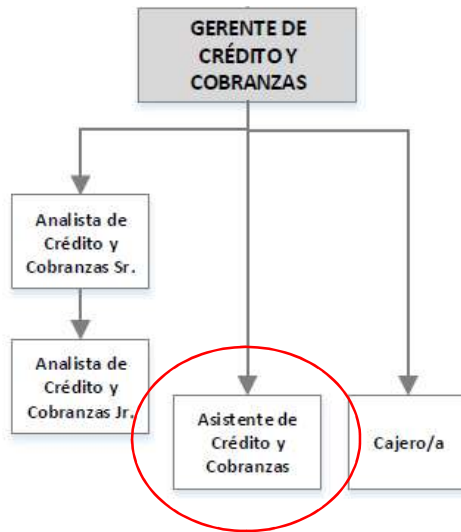 GERENTE DE
CRÉDITO Y
COBRANZAS
Analista de
Crédito y
Cobranzas Sr.
Analista de
Crédito y
Cobranzas Jr.
Asistente de
Crédito y
Cobranzas
Cajero/a